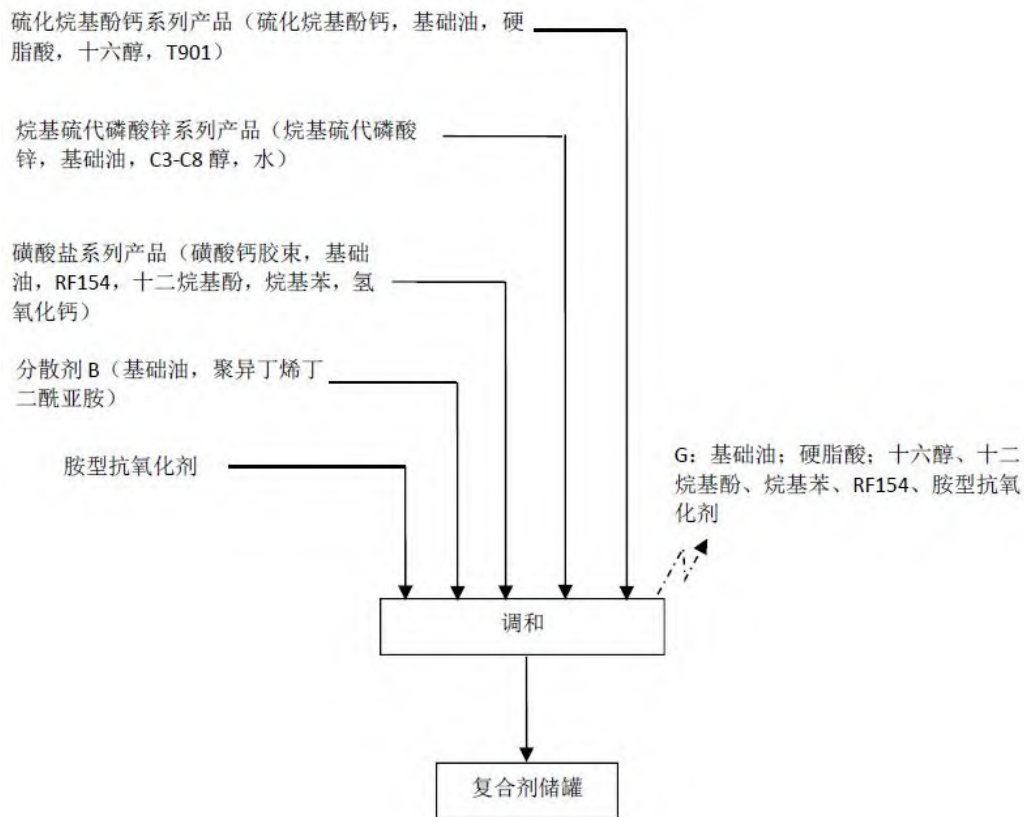 硫化烷基酚钙系列产品（硫化烷基酚钙，基础油，硬
脂酸，十六醇，T901）
烷基硫代磷酸锌系列产品（烷基硫代磷酸
锌，基础油，C3-C8 醇，水）
磺酸盐系列产品（磺酸钙胶束，基础
油，RF154，十二烷基酚，烷基苯，氢
氧化钙）
分散剂 B（基础油，聚异丁烯丁
二酰亚胺）
胺型抗氧化剂
G：基础油；硬脂酸；十六醇、十二
烷基酚、烷基苯、RF154、胺型抗氧
化剂
调和
复合剂储罐